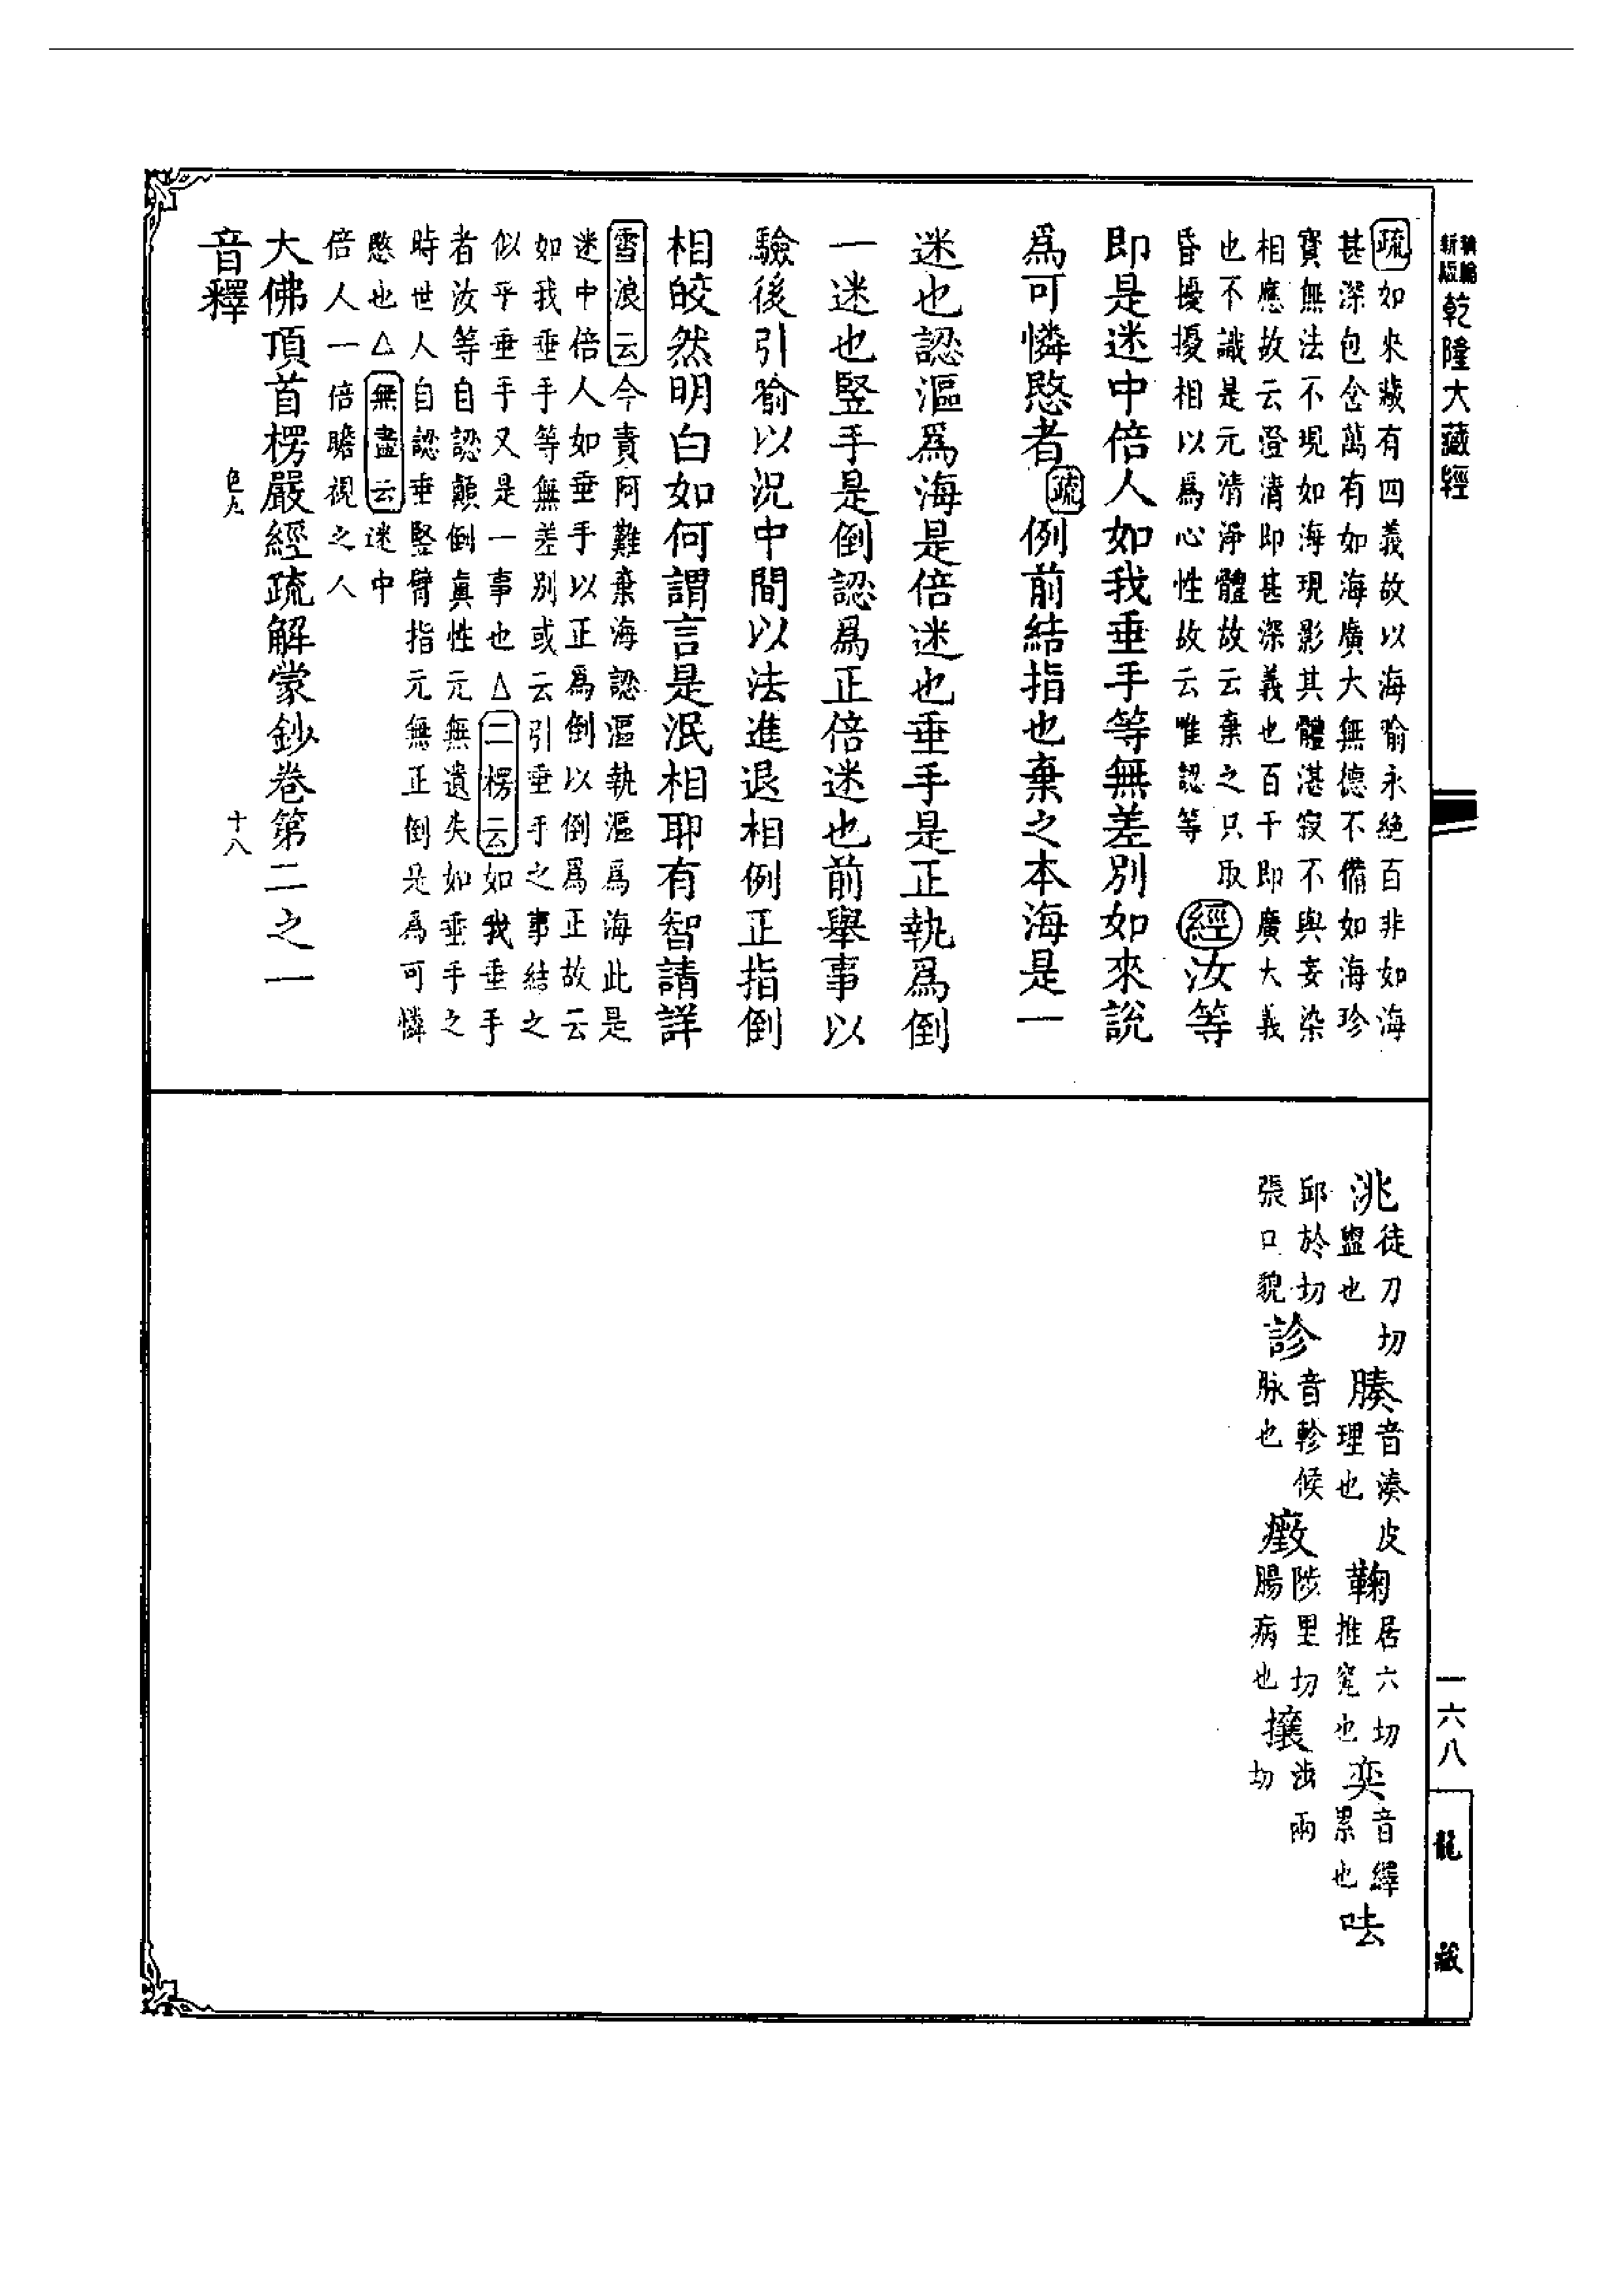 乾隆大藏經
疏如來藏有四義故以海喻永絕百非如海
甚深包含萬有如海廣大無德不備如海珍
寶無法不現如海現影其體湛寂不與妄染
相應故云澄清即甚深義也百千即廣大義
也不識是元清淨體故云棄之只取
昏擾擾相以爲心性故云唯認等經汝等
即是迷中倍人如我垂手等無差別如來說
爲可憐愍者疏例前結指也棄之本海是一
迷也認漚爲海是倍迷也垂手是正執爲倒
一迷也豎手是倒認爲正倍迷也前舉事以
驗後引喻以況中間以法進退相例正指倒
相皎然明白如何謂言是泯相耶有智請詳
雪浪云今責阿難棄海認漚執漚爲海此是
迷中倍人如垂手以正爲倒以倒爲正故云
如我垂手等無差別或云引垂手之事結之
似乎垂手又是一事也△二楞云如我垂手
者汝等自認顛倒真性元無遺失如垂手之
時世人自認垂豎臂指元無正倒是爲可憐
愍也△無盡云迷中
倍人一倍瞻視之人
大佛頂首楞嚴經疏解蒙鈔卷第二之一
音釋
色九 十八
洮徒刀切盥也腠音湊皮理也鞠居六切推窮也奕音繹累也呿
邱於切張口貌診音軫候脉也癥陟里切腸病也攘汝兩切
一六八
龍藏